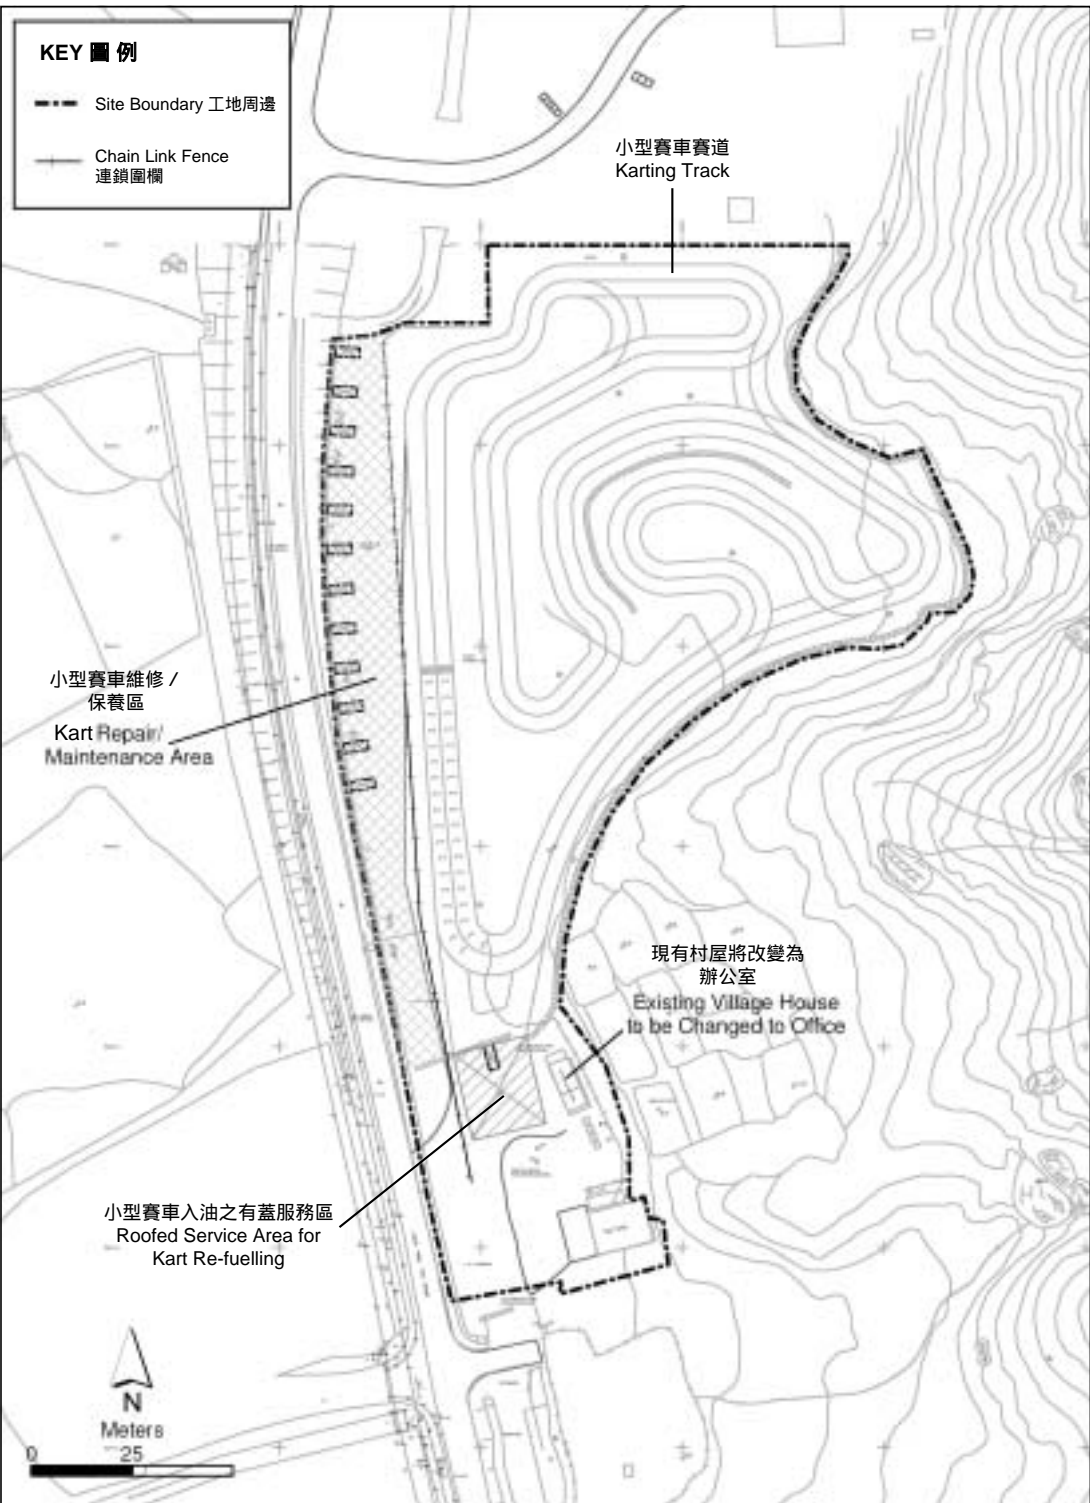 KEY 圖 例
Site Boundary 工地周邊
Chain Link Fence
連鎖圍欄
小型賽車賽道
Karting Track
小型賽車維修 /
保養區
Kart Repair/
Maintenance Area
現有村屋將改變為
辦公室
Existing Village House
to be Changed to Office
小型賽車入油之有蓋服務區
Roofed Service Area for
Kart Re-fuelling
N
Meters
0 25